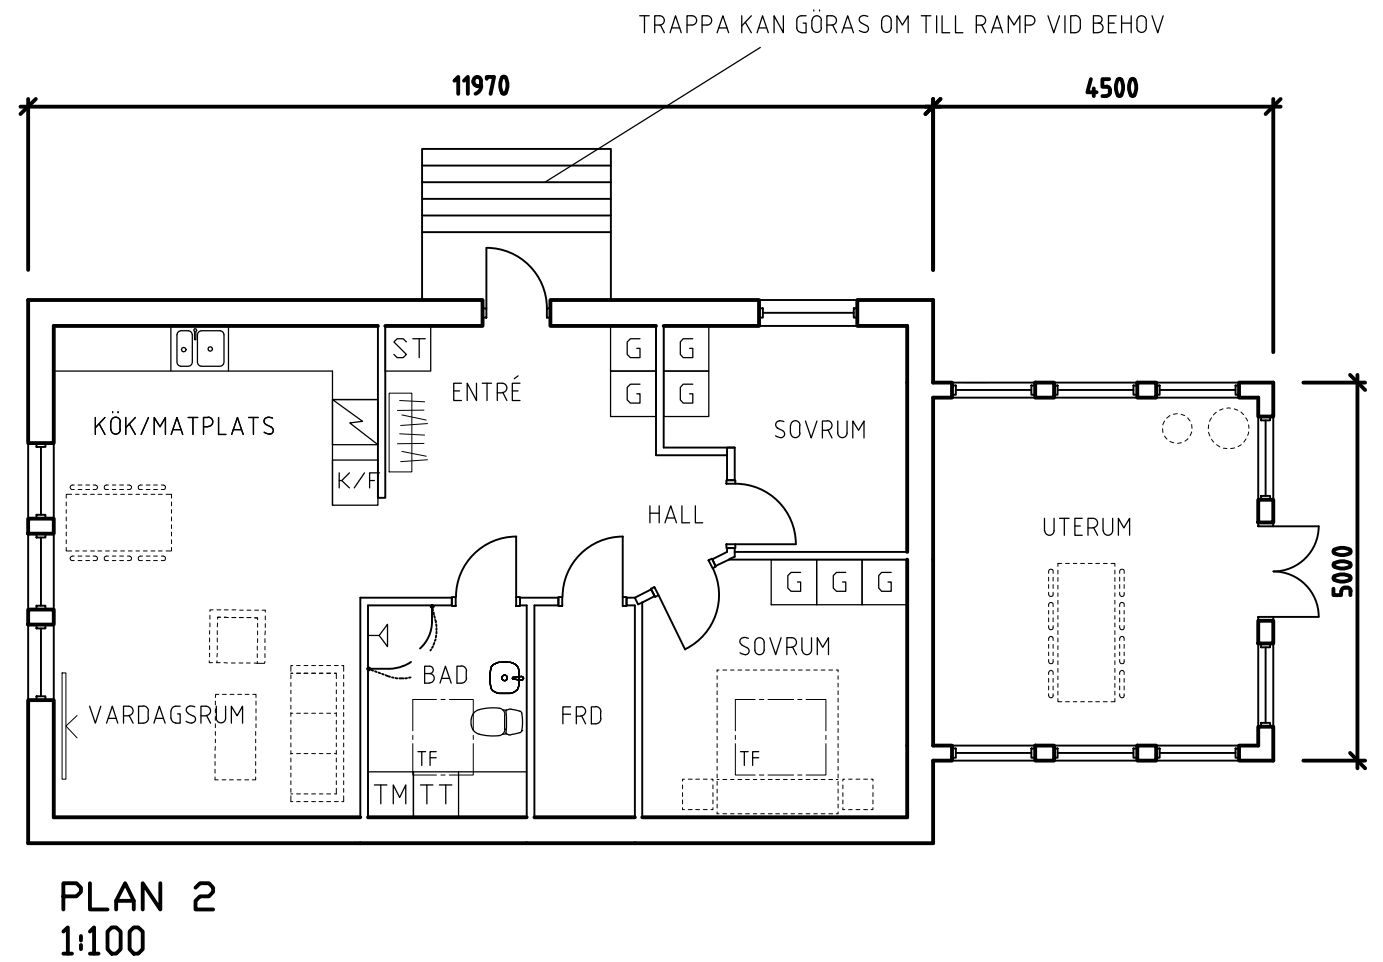 TRAPPA KAN GÖRAS OM TILL RAMP VID BEHOV
11970
4500
ST
G
G
ENTRÉ
G
G
KÖK/MATPLATS
SOVRUM
K/F
HALL
UTERUM
5000
G
G
G
SOVRUM
BAD
VARDAGSRUM
FRD
TF
TF
TM
TT
PLAN 2
1:100